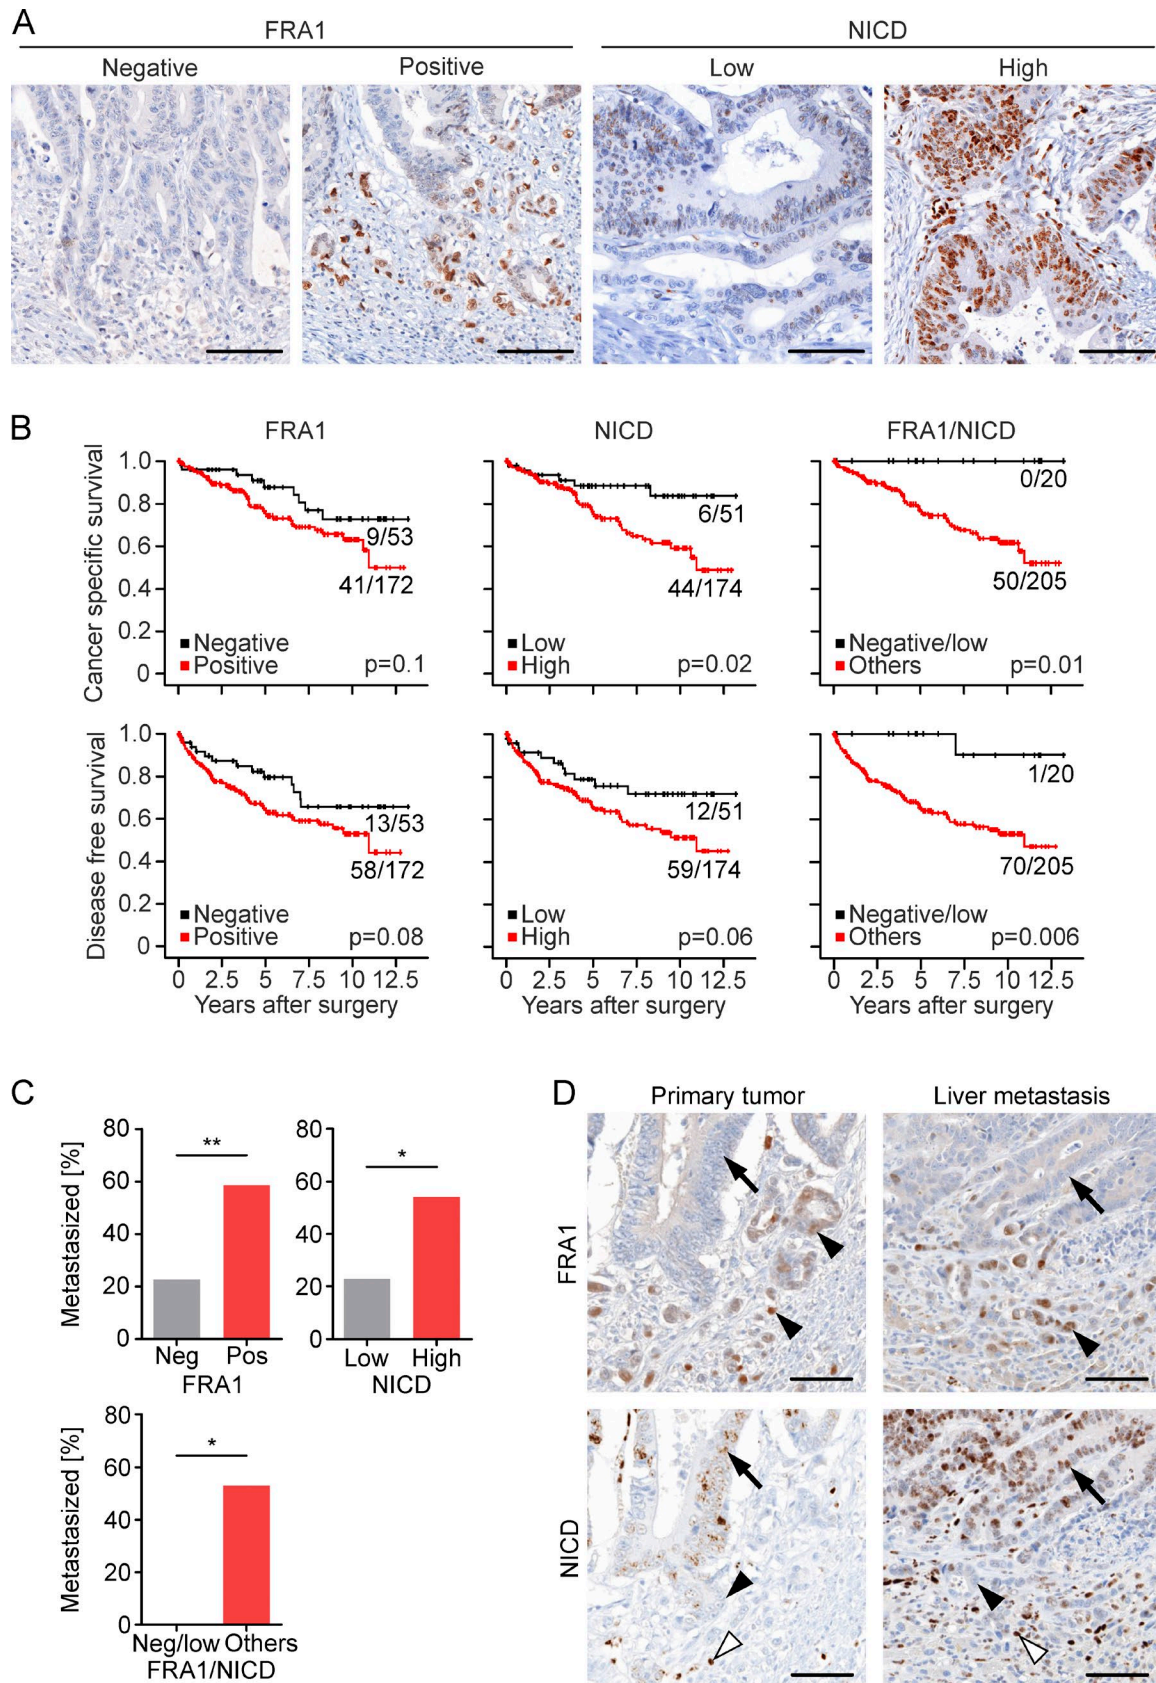 A
FRA1
NICD
Negative
Positive
Low
High
B
FRA1
NICD
FRA1/NICD
Cancer specific survival
1.0
0.8
0.6
0.4
0.2
0
9/53
41/172
Negative
Positive
p=0.1
6/51
44/174
Low
High
p=0.02
0/20
50/205
Negative/low
Others
p=0.01
Disease free survival
1.0
0.8
0.6
0.4
0.2
0
13/53
58/172
Negative
Positive
p=0.08
12/51
59/174
Low
High
p=0.06
1/20
70/205
Negative/low
Others
p=0.006
0 2.5 5 7.5 10 12.5
Years after surgery
0 2.5 5 7.5 10 12.5
Years after surgery
0 2.5 5 7.5 10 12.5
Years after surgery
C
Metastasized [%]
80
60
40
20
0
**
Neg Pos
FRA1
80
60
40
20
0
*
Low High
NICD
Metastasized [%]
80
60
40
20
0
*
Neg/low Others
FRA1/NICD
D
Primary tumor
Liver metastasis
FRA1
NICD